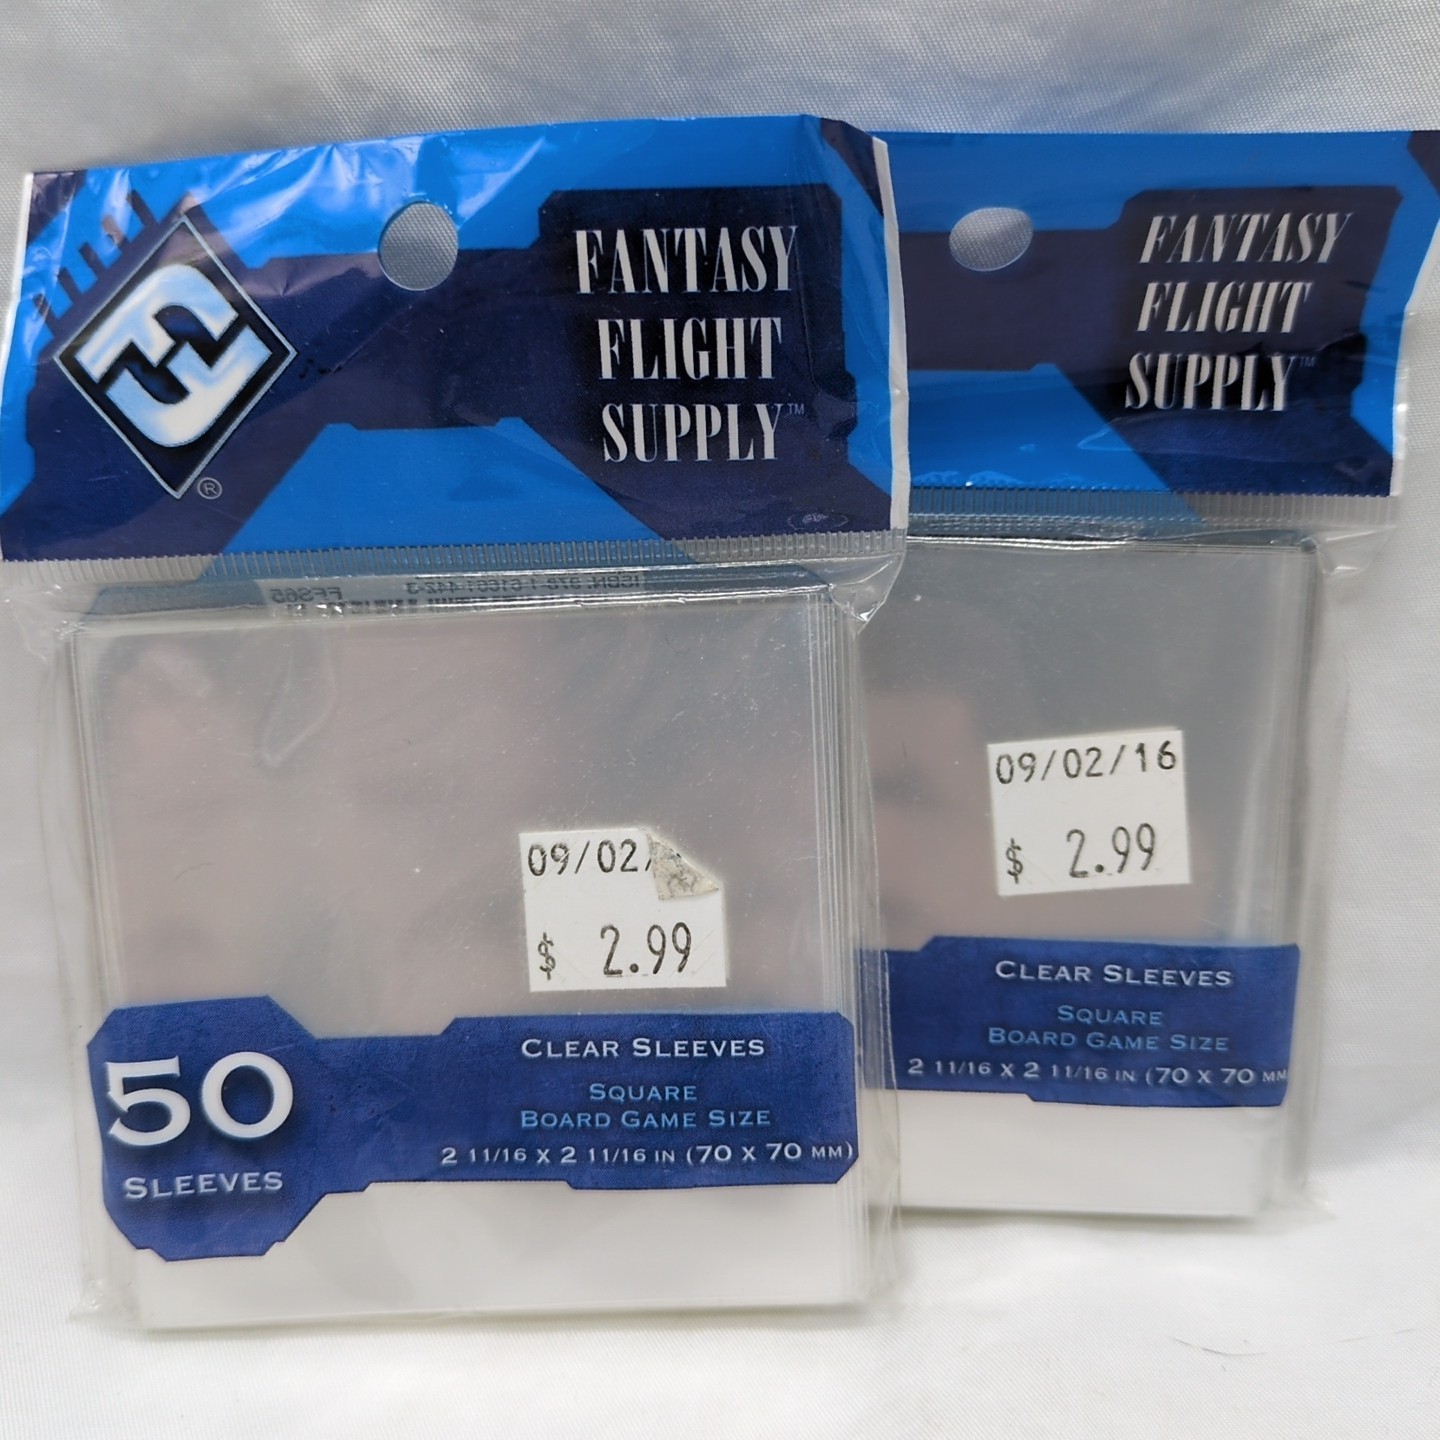 FANTASY
FLIGHT
SUPPLY™
®
FFS65
09/02/
$ 2.99
50
SLEEVES
CLEAR SLEEVES
SQUARE
BOARD GAME SIZE
2 11/16 X 2 11/16 IN (70 X 70 MM)
FANTASY
FLIGHT
SUPPLY™
09/02/16
$ 2.99
CLEAR SLEEVES
SQUARE
BOARD GAME SIZE
2 11/16 X 2 11/16 IN (70 X 70 MM